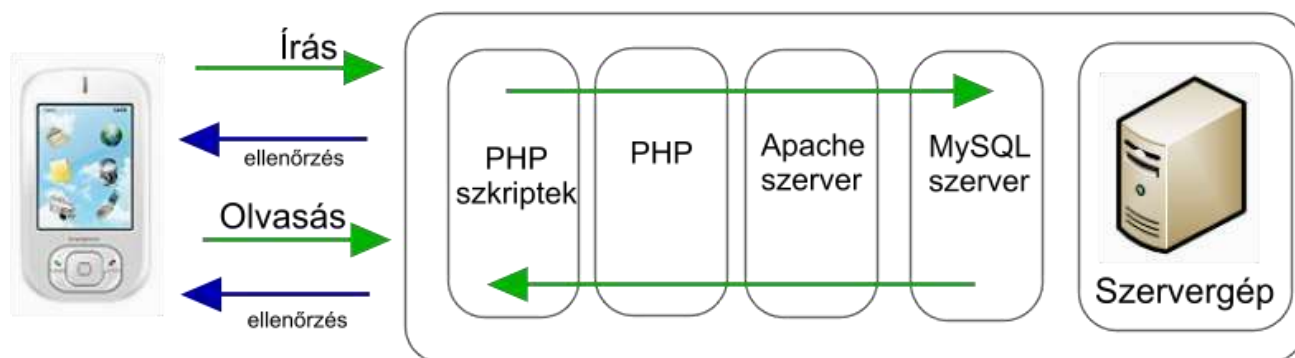 Írás
ellenőrzés
Olvasás
ellenőrzés
PHP
szkriptek
PHP
Apache
szerver
MySQL
szerver
Szervergép